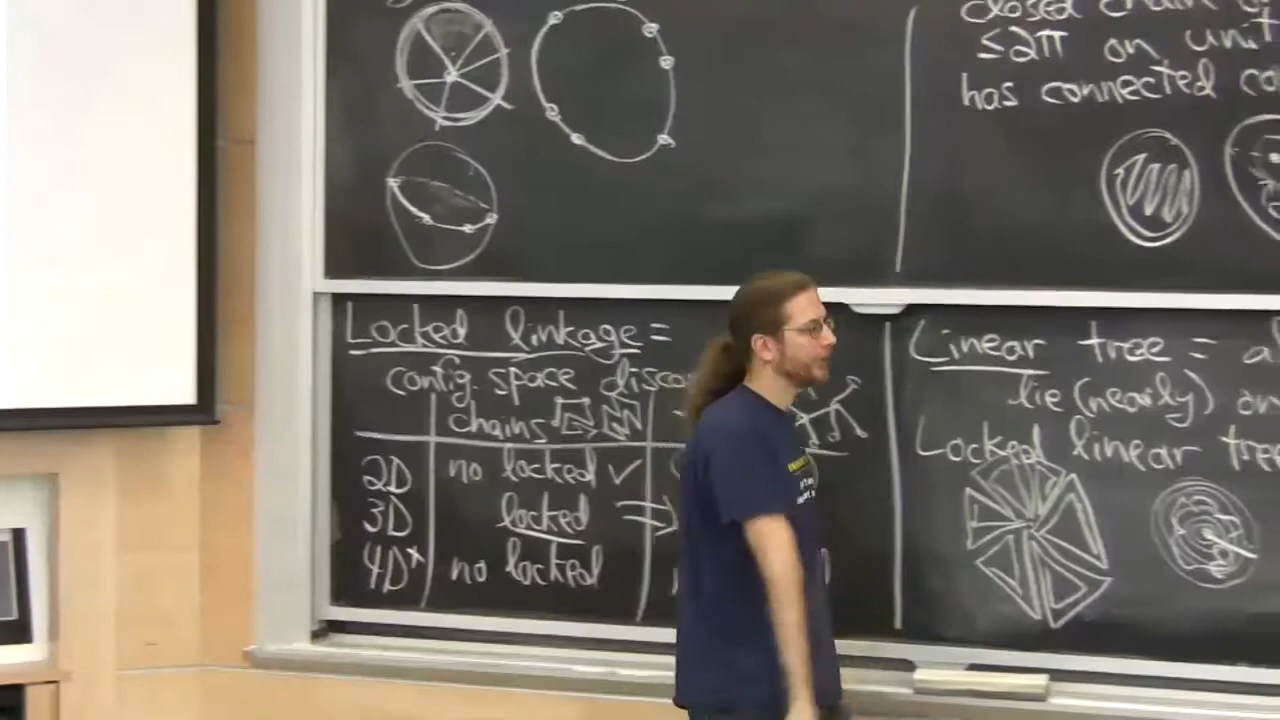 closed chain
≤2π on unit
has connected
Locked linkage =
config. space
chains
2D no locked ✓
3D locked ⇒
4D⁺ no locked
Linear tree =
lie (nearly) on
Locked linear